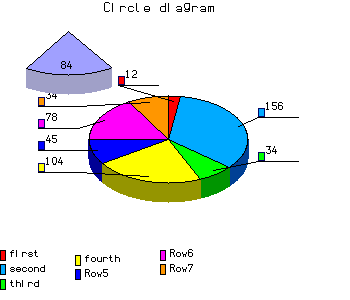 Circle diagram
84
12
34
156
78
45
34
104
first
second
third
fourth
Row5
Row6
Row7